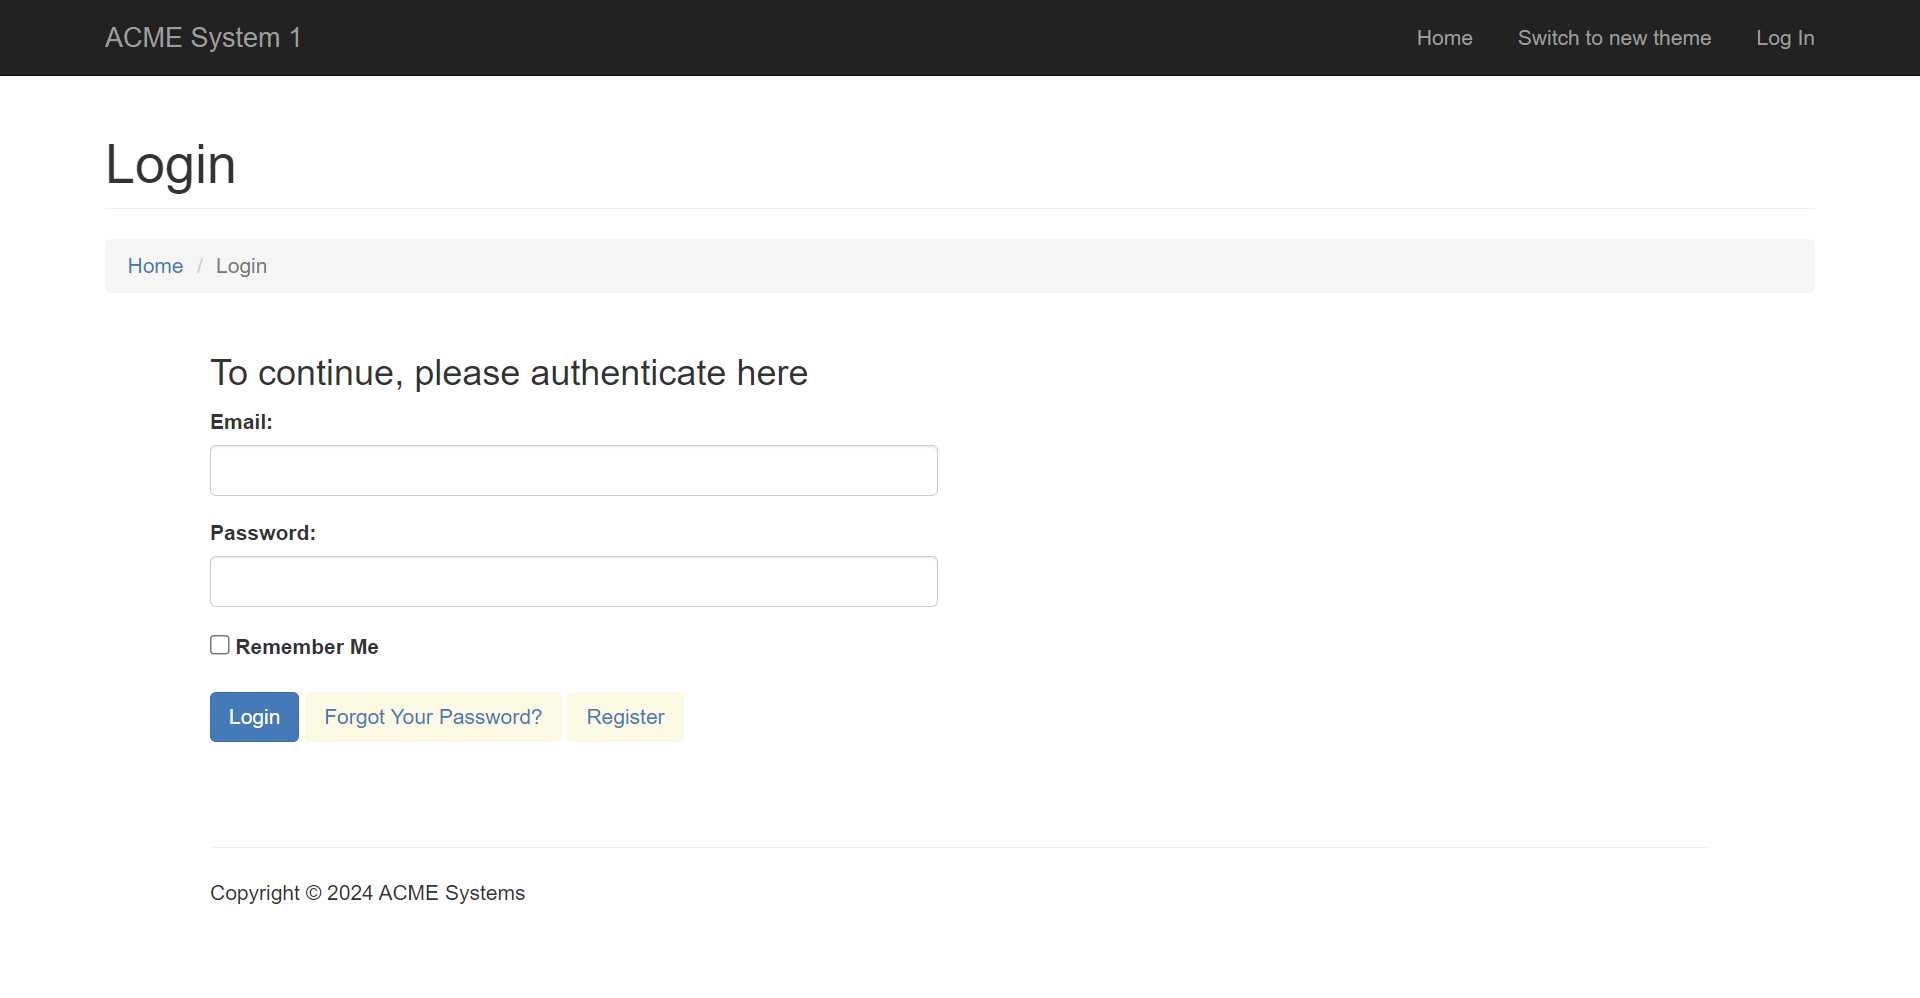 ACME System 1 Home Switch to new theme Log In
Login
Home / Login
To continue, please authenticate here
Email:
Password:
Remember Me
Login Forgot Your Password? Register
Copyright © 2024 ACME Systems